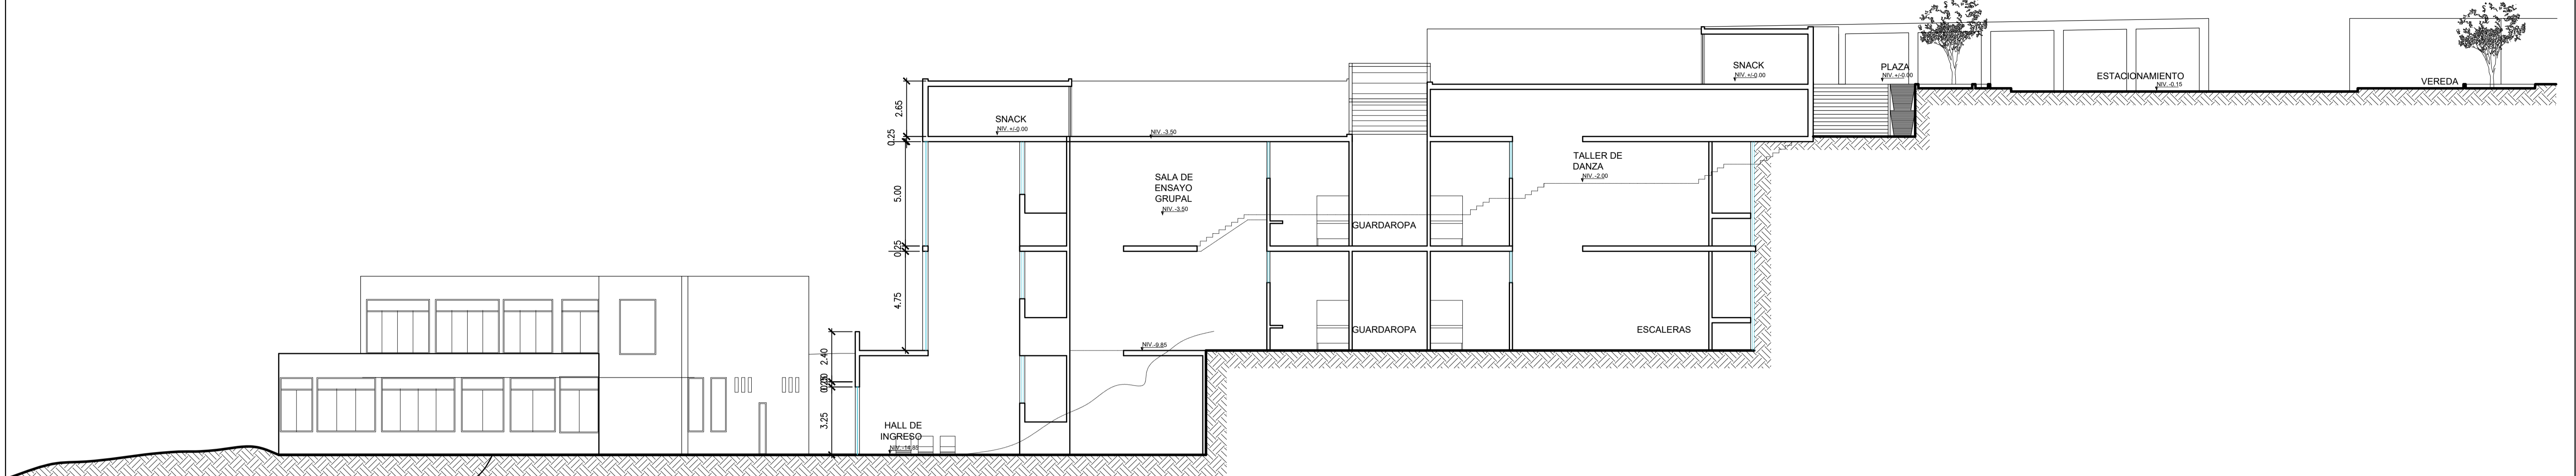 SNACK
NIV. +/-0.00
PLAZA
NIV. +/-0.00
ESTACIONAMIENTO
NIV. -0.15
VEREDA
2.65
0.25
SNACK
NIV. +/-0.00
NIV. -3.50
5.00
SALA DE
ENSAYO
GRUPAL
NIV. -3.50
TALLER DE
DANZA
NIV. -2.00
GUARDAROPA
0.25
4.75
GUARDAROPA
ESCALERAS
NIV. -9.85
2.40
3.25
HALL DE
INGRESO